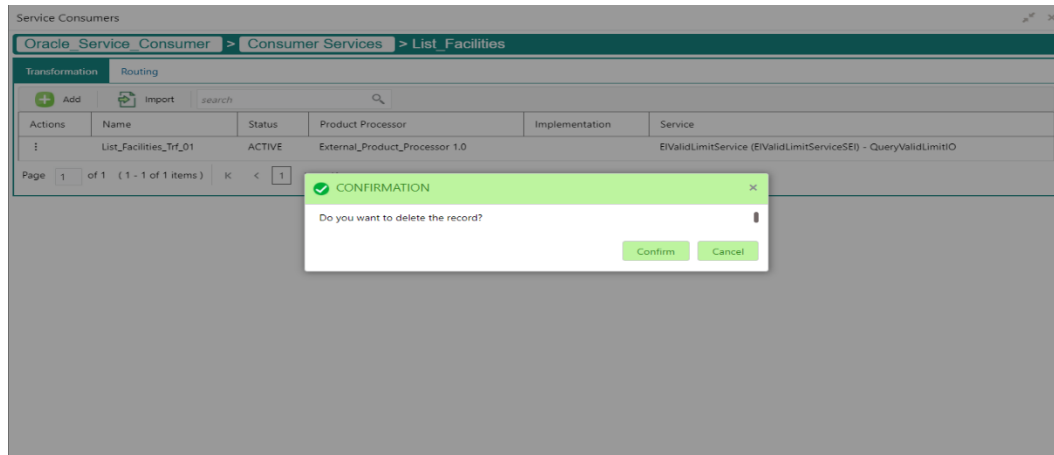 Service Consumers
Oracle_Service_Consumer > Consumer Services > List_Facilities
Transformation Routing
Add Import search
Actions Name Status Product Processor Implementation Service
List_Facilities_Trf_01 ACTIVE External_Product_Processor 1.0 EIValidLimitService (EIValidLimitServiceSEI) - QueryValidLimitIO
Page 1 of 1 (1 - 1 of 1 items) K < 1
CONFIRMATION
Do you want to delete the record?
Confirm Cancel